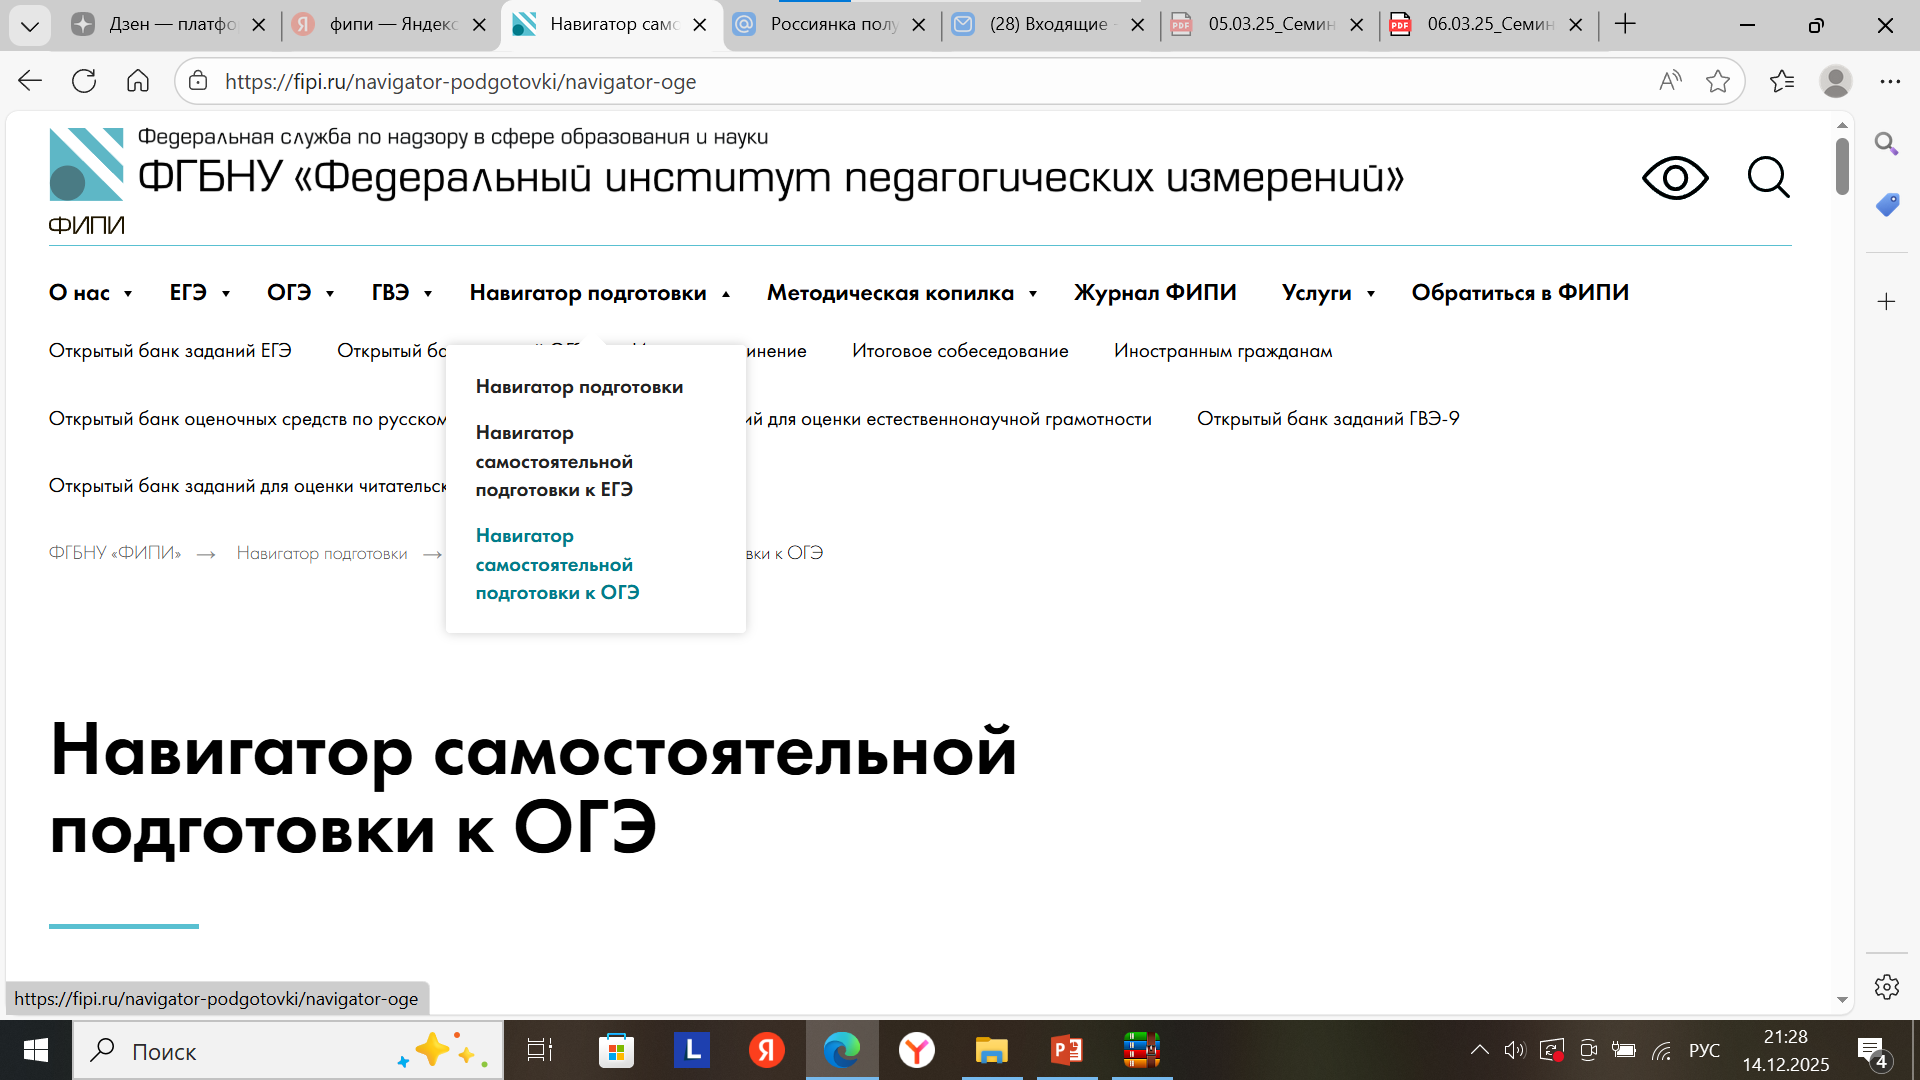 Дзен — платфо
фипи — Яндекс
Навигатор само
Россиянка полу
(28) Входящие -
05.03.25_Семин
06.03.25_Семин
https://fipi.ru/navigator-podgotovki/navigator-oge
Федеральная служба по надзору в сфере образования и науки
ФГБНУ «Федеральный институт педагогических измерений»
ФИПИ
О нас ЕГЭ ОГЭ ГВЭ Навигатор подготовки Методическая копилка Журнал ФИПИ Услуги Обратиться в ФИПИ
Открытый банк заданий ЕГЭ Открытый ба инение Итоговое собеседование Иностранным гражданам
Навигатор подготовки
Открытый банк оценочных средств по русском ий для оценки естественнонаучной грамотности Открытый банк заданий ГВЭ-9
Навигатор
самостоятельной
подготовки к ЕГЭ
Открытый банк заданий для оценки читательск
Навигатор
самостоятельной
подготовки к ОГЭ
ФГБНУ «ФИПИ» → Навигатор подготовки → вки к ОГЭ
Навигатор самостоятельной
подготовки к ОГЭ
https://fipi.ru/navigator-podgotovki/navigator-oge
Поиск
РУС
21:28
14.12.2025
4